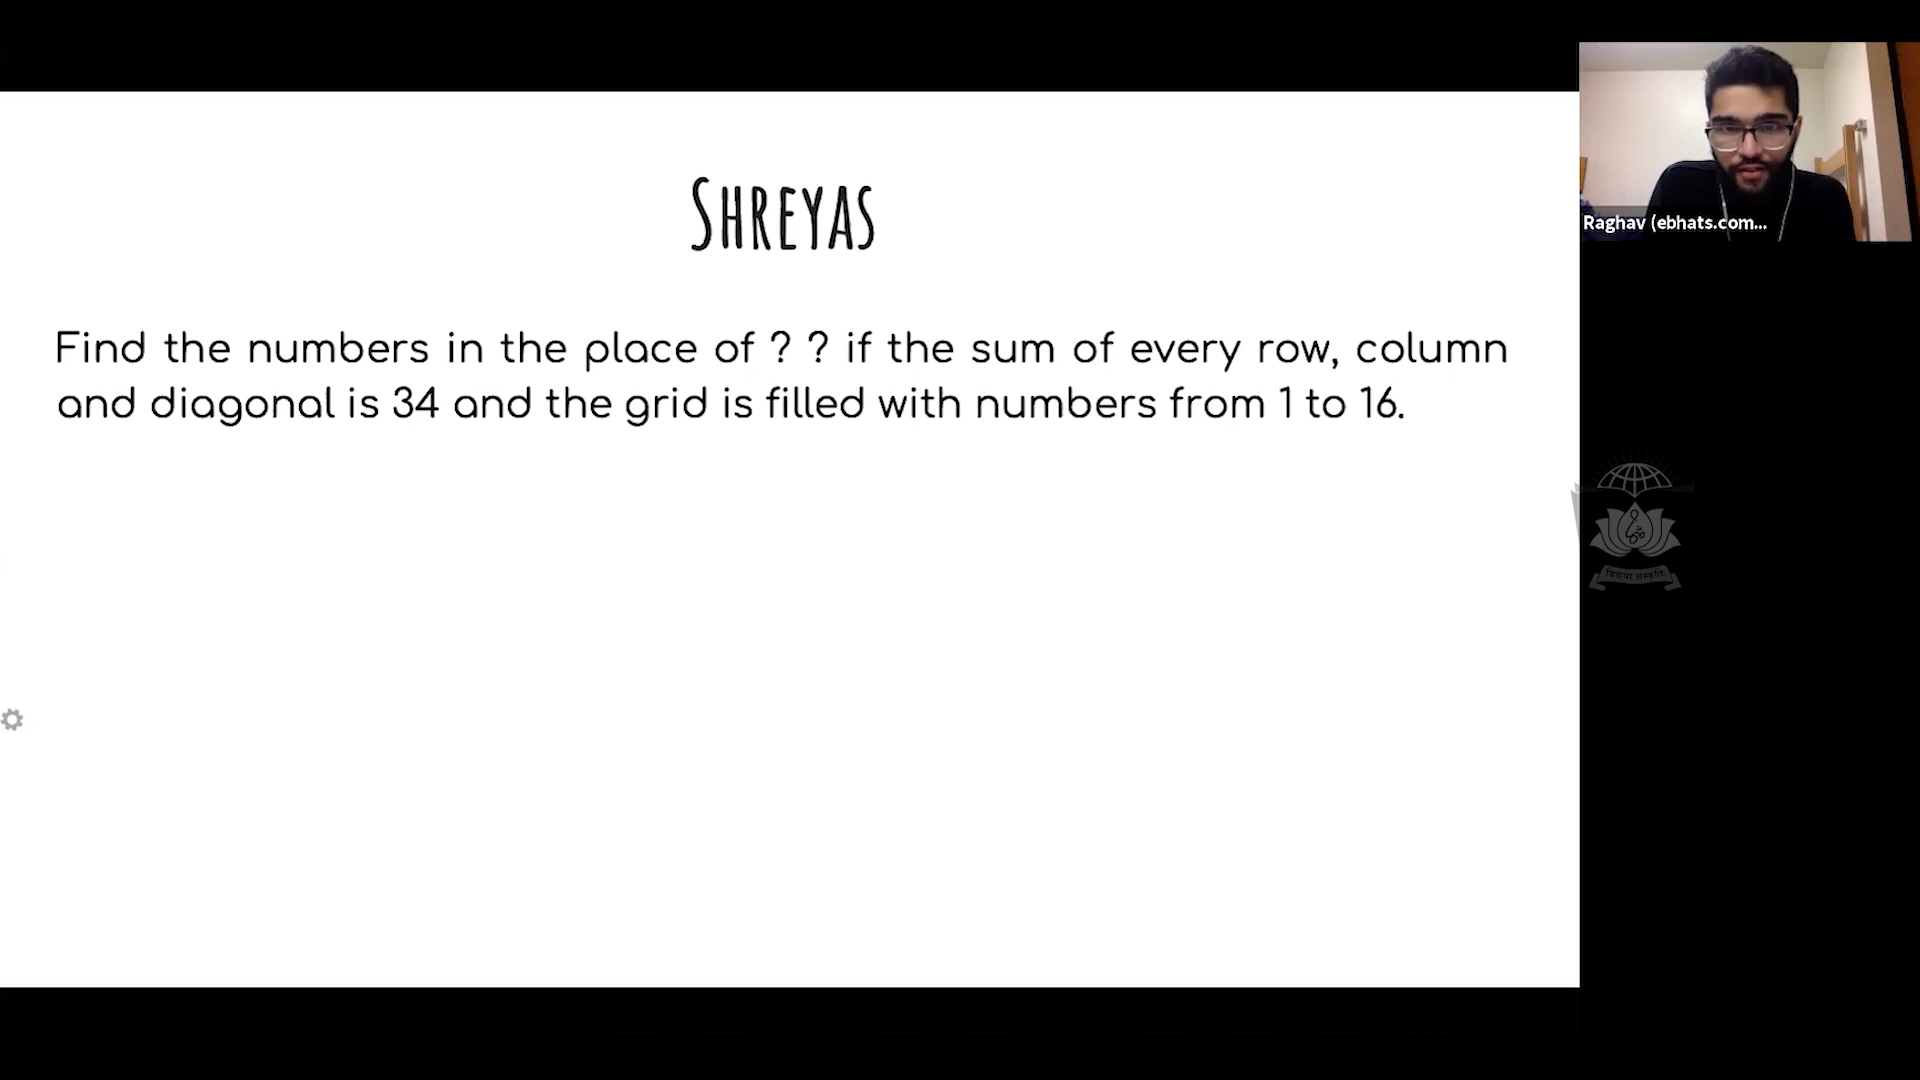 SHREYAS
Find the numbers in the place of ? ? if the sum of every row, column
and diagonal is 34 and the grid is filled with numbers from 1 to 16.
Raghav (ebhats.com...
विद्यया संस्कृतिः